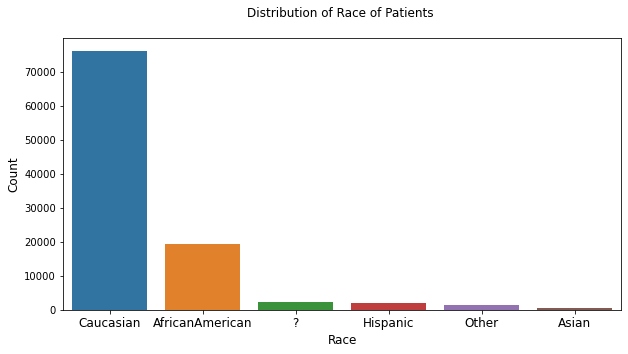 Distribution of Race of Patients
Count
70000
60000
50000
40000
30000
20000
10000
0
Caucasian AfricanAmerican ? Hispanic Other Asian
Race